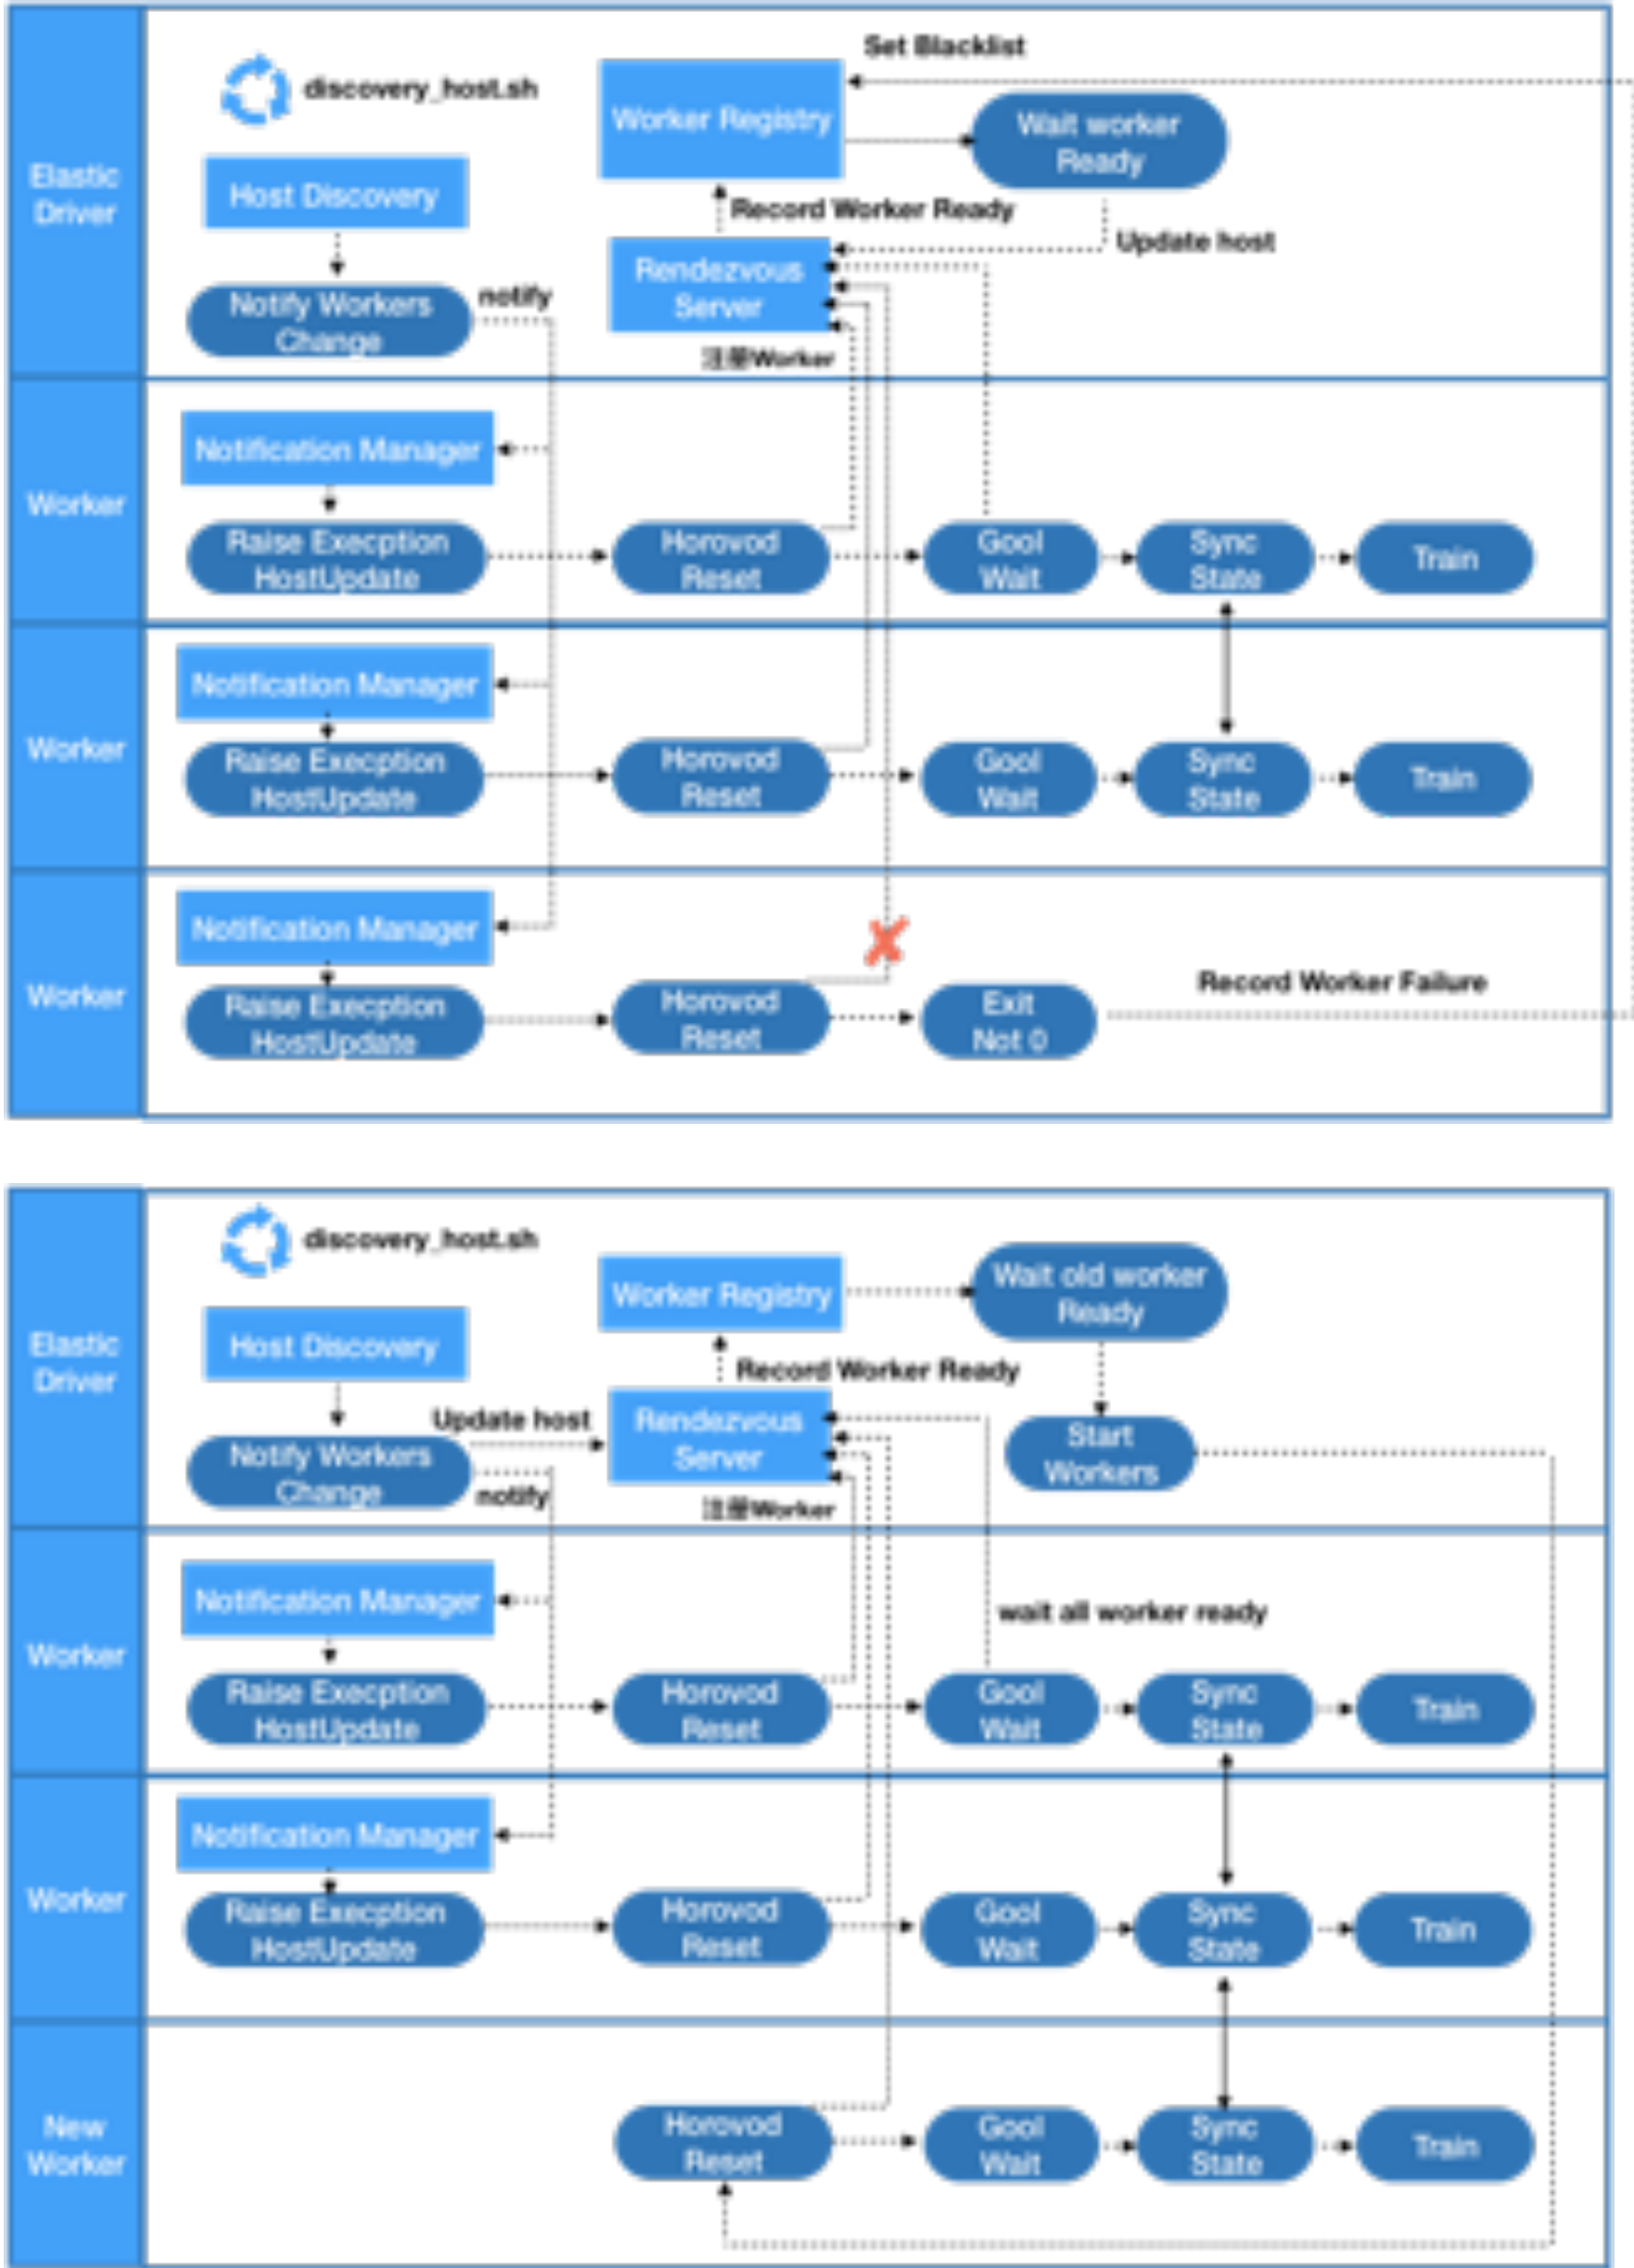 Set Blacklist
discovery_host.sh
Worker Registry
Wait worker
Ready
Elastic
Driver
Host Discovery
Record Worker Ready
Update host
Rendezvous
Server
Notify Workers
Change
notify
注册Worker
Notification Manager
Worker
Raise Execption
HostUpdate
Horovod
Reset
Gool
Wait
Sync
State
Train
Notification Manager
Worker
Raise Execption
HostUpdate
Horovod
Reset
Gool
Wait
Sync
State
Train
Notification Manager
Worker
Raise Execption
HostUpdate
Horovod
Reset
Exit
Not 0
Record Worker Failure
discovery_host.sh
Worker Registry
Wait old worker
Ready
Elastic
Driver
Host Discovery
Record Worker Ready
Update host
Rendezvous
Server
Start
Workers
Notify Workers
Change
notify
注册Worker
Notification Manager
wait all worker ready
Worker
Raise Execption
HostUpdate
Horovod
Reset
Gool
Wait
Sync
State
Train
Notification Manager
Worker
Raise Execption
HostUpdate
Horovod
Reset
Gool
Wait
Sync
State
Train
New
Worker
Horovod
Reset
Gool
Wait
Sync
State
Train